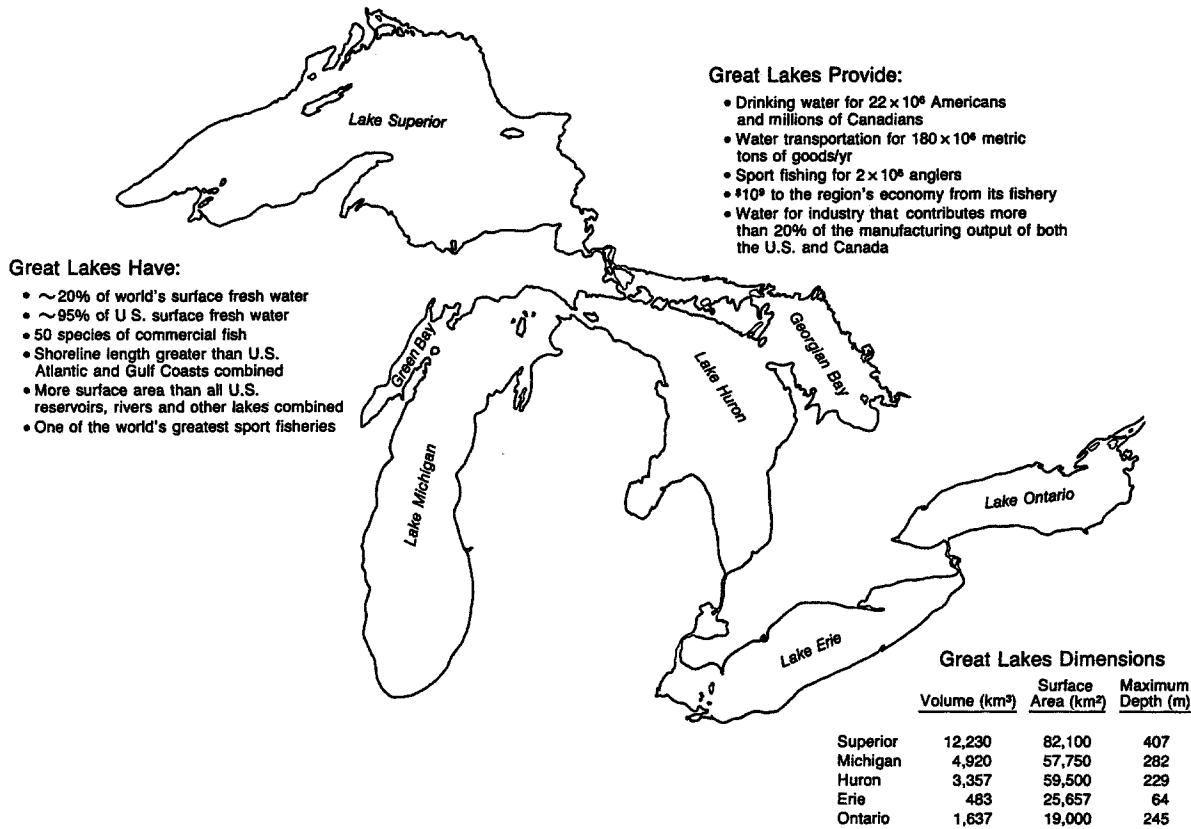 Great Lakes Provide:
• Drinking water for 22 × 10⁶ Americans
and millions of Canadians
• Water transportation for 180 × 10⁶ metric
tons of goods/yr
• Sport fishing for 2 × 10⁶ anglers
• $10⁹ to the region's economy from its fishery
• Water for industry that contributes more
than 20% of the manufacturing output of both
the U.S. and Canada
Great Lakes Have:
• ~20% of world's surface fresh water
• ~95% of U S. surface fresh water
• 50 species of commercial fish
• Shoreline length greater than U.S.
Atlantic and Gulf Coasts combined
• More surface area than all U.S.
reservoirs, rivers and other lakes combined
• One of the world's greatest sport fisheries
Lake Superior
Green Bay
Lake Michigan
Lake Huron
Georgian Bay
Lake Ontario
Lake Erie
Great Lakes Dimensions
Volume (km³) Surface Area (km²) Maximum Depth (m)
Superior 12,230 82,100 407
Michigan 4,920 57,750 282
Huron 3,357 59,500 229
Erie 483 25,657 64
Ontario 1,637 19,000 245